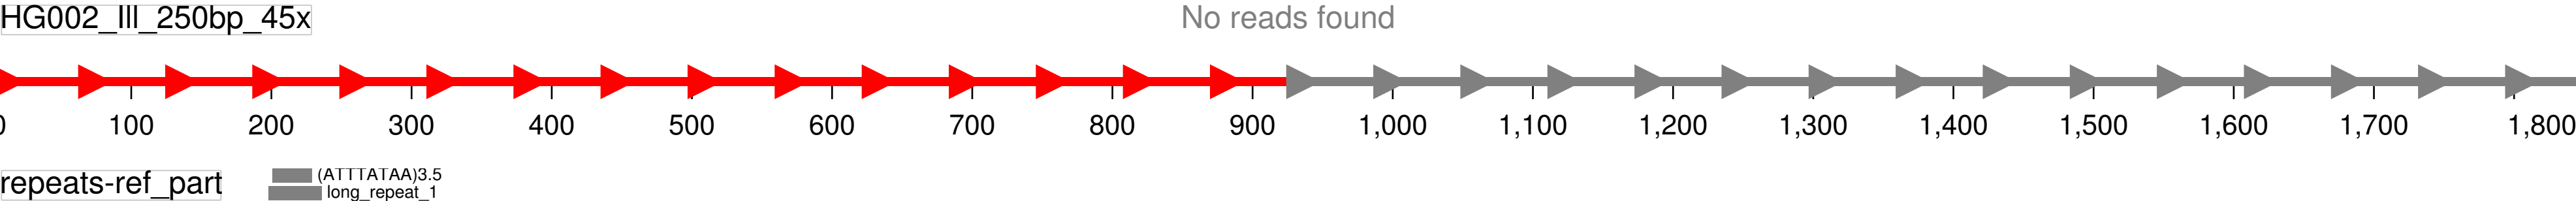 HG002_Ill_250bp_45x
No reads found
0 100 200 300 400 500 600 700 800 900 1,000 1,100 1,200 1,300 1,400 1,500 1,600 1,700 1,800
repeats-ref_part
(ATTTATAA)3.5
long_repeat_1